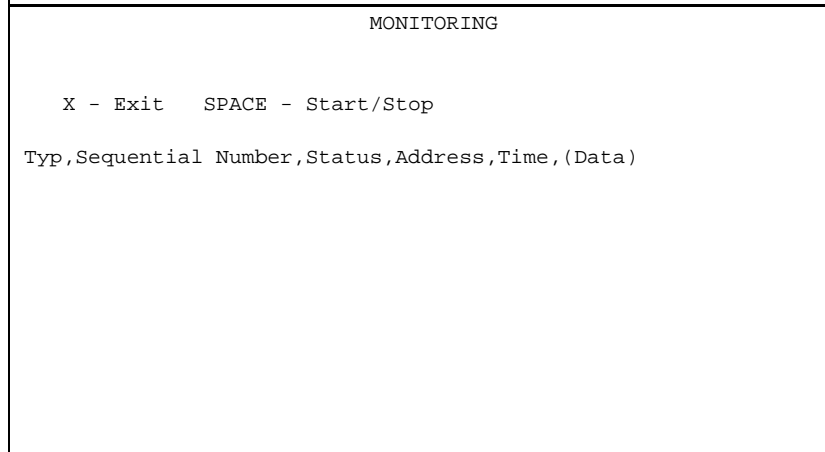 MONITORING
X - Exit   SPACE - Start/Stop
Typ,Sequential Number,Status,Address,Time,(Data)